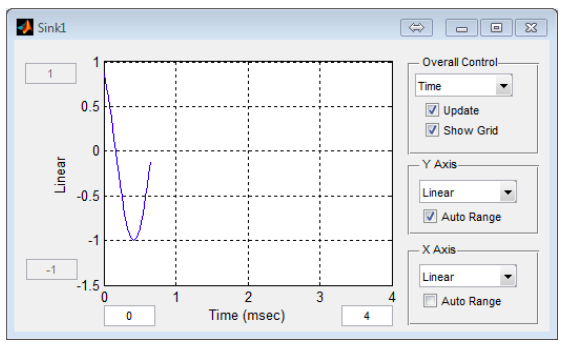 Sink1
1
1
0.5
0
-0.5
-1
-1.5
Linear
-1
0
1
2
3
4
0
Time (msec)
4
Overall Control
Time
Update
Show Grid
Y Axis
Linear
Auto Range
X Axis
Linear
Auto Range